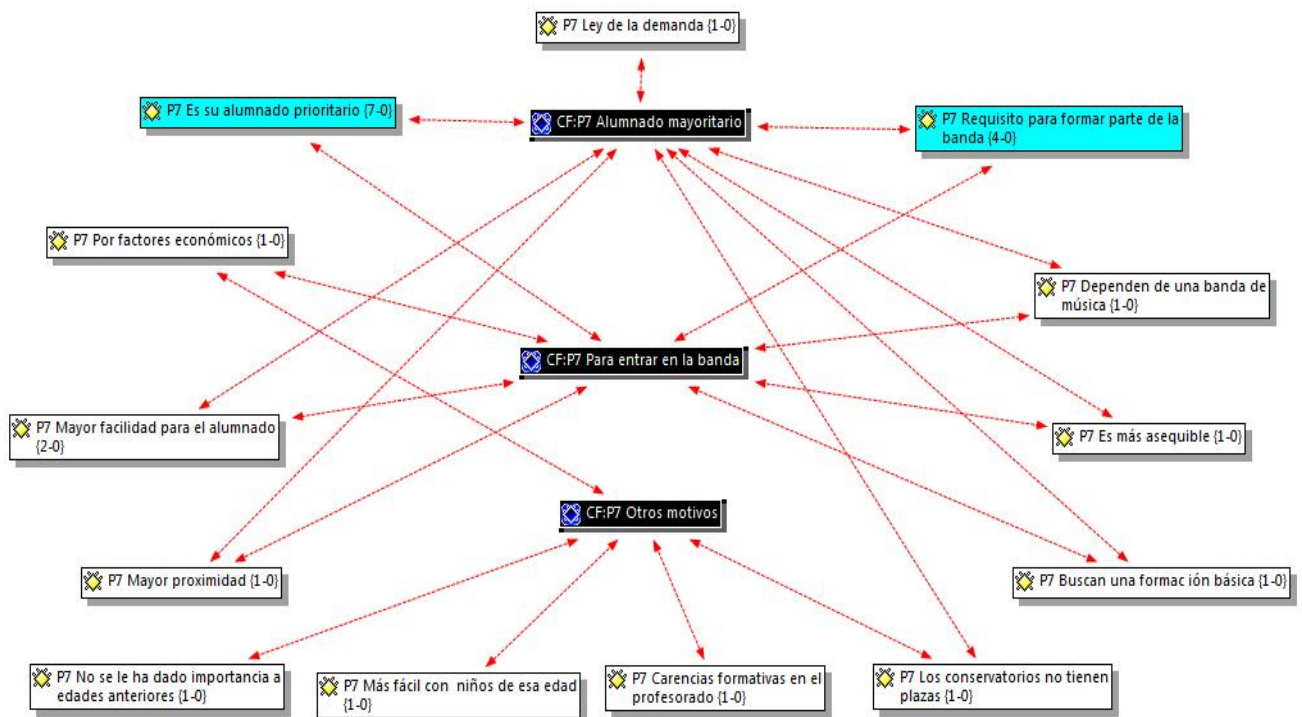 P7 Ley de la demanda {1-0}
P7 Es su alumnado prioritario {7-0}
CF:P7 Alumnado mayoritario
P7 Requisito para formar parte de la
banda {4-0}
P7 Por factores económicos {1-0}
P7 Dependen de una banda de
música {1-0}
CF:P7 Para entrar en la banda
P7 Mayor facilidad para el alumnado
{2-0}
P7 Es más asequible {1-0}
CF:P7 Otros motivos
P7 Mayor proximidad {1-0}
P7 Buscan una formac ión básica {1-0}
P7 No se le ha dado importancia a
edades anteriores {1-0}
P7 Más fácil con  niños de esa edad
{1-0}
P7 Carencias formativas en el
profesorado {1-0}
P7 Los conservatorios no tienen
plazas {1-0}